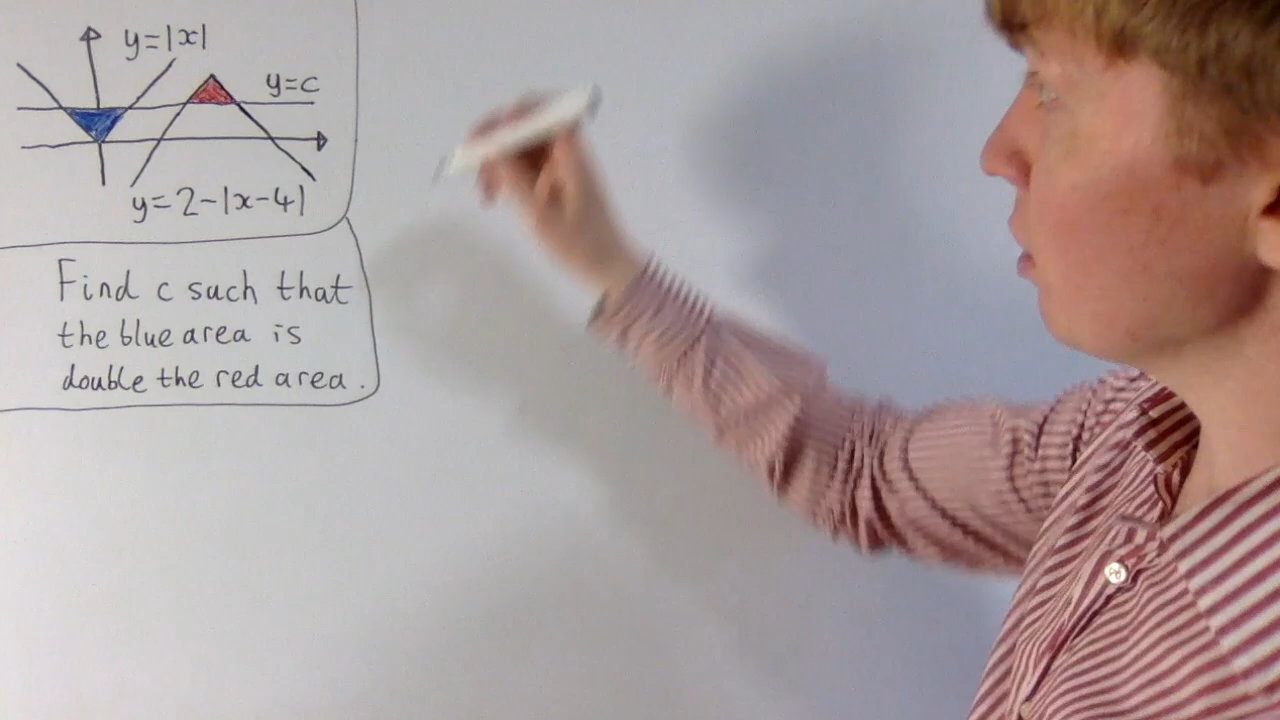 y=|x|
y=c
y=2-|x-4|
Find c such that
the blue area is
double the red area.